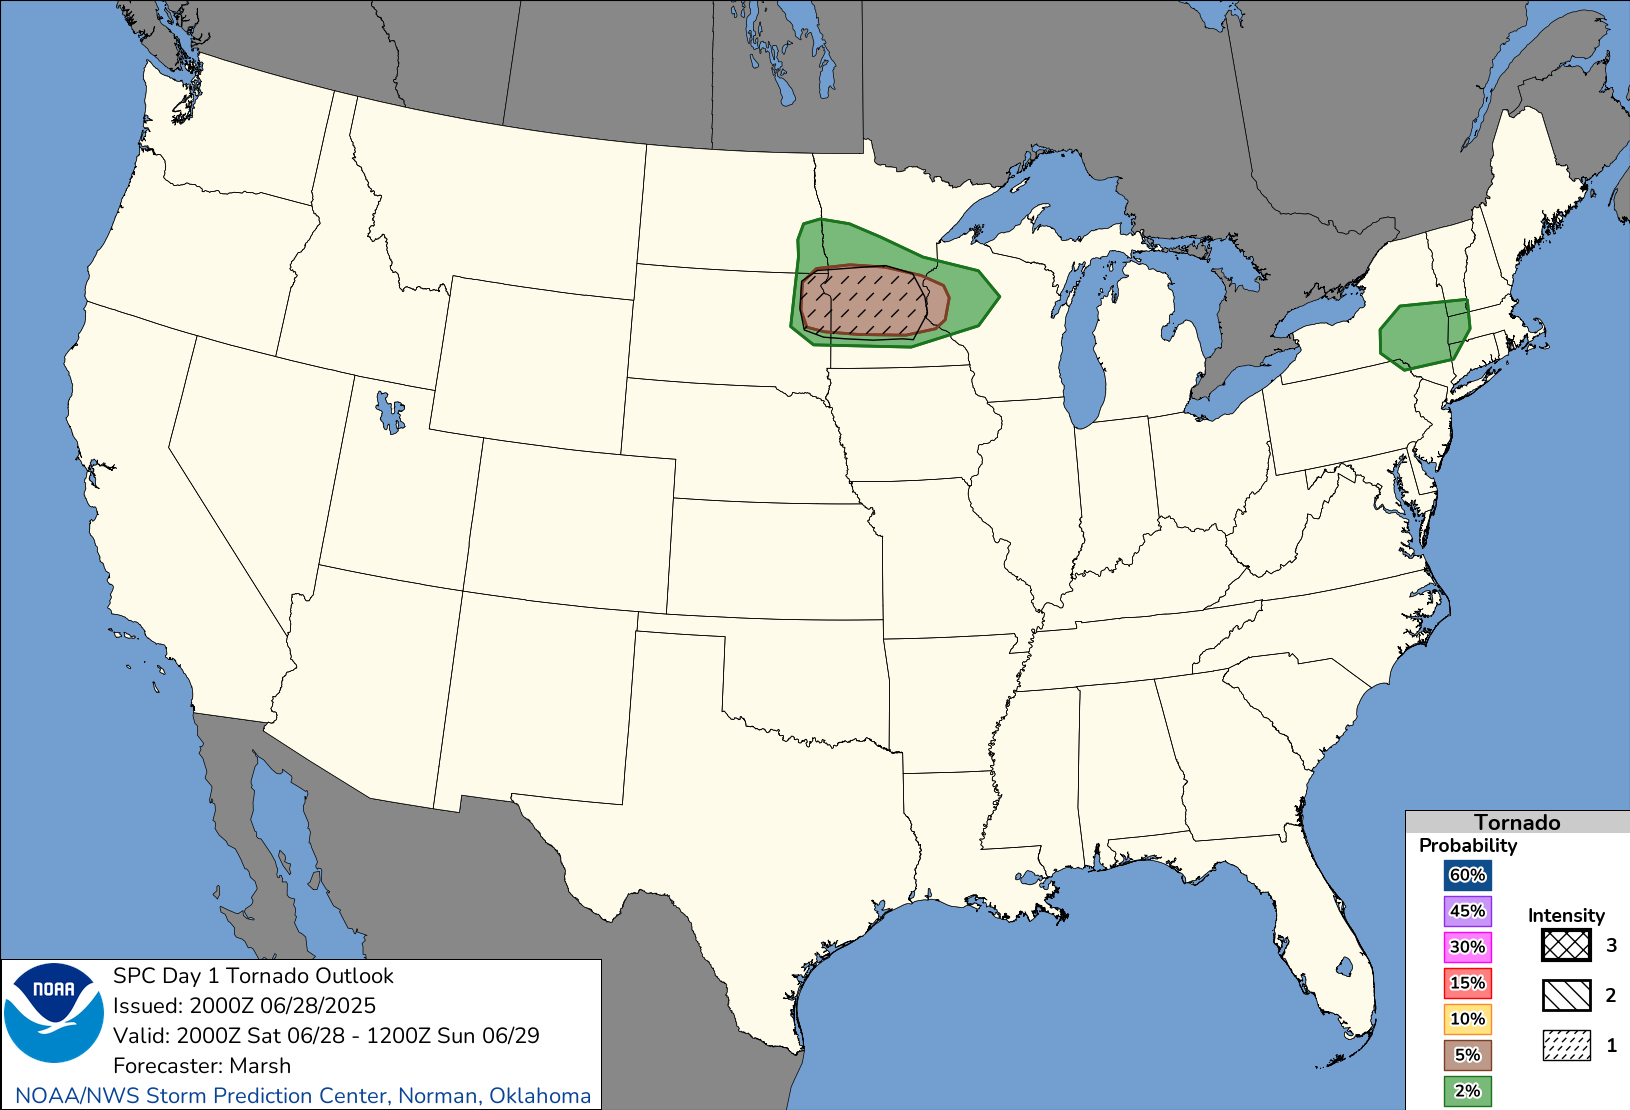 Tornado
Probability
60%
45%
30%
15%
10%
5%
2%
Intensity
3
2
1
NOAA
SPC Day 1 Tornado Outlook
Issued: 2000Z 06/28/2025
Valid: 2000Z Sat 06/28 - 1200Z Sun 06/29
Forecaster: Marsh
NOAA/NWS Storm Prediction Center, Norman, Oklahoma